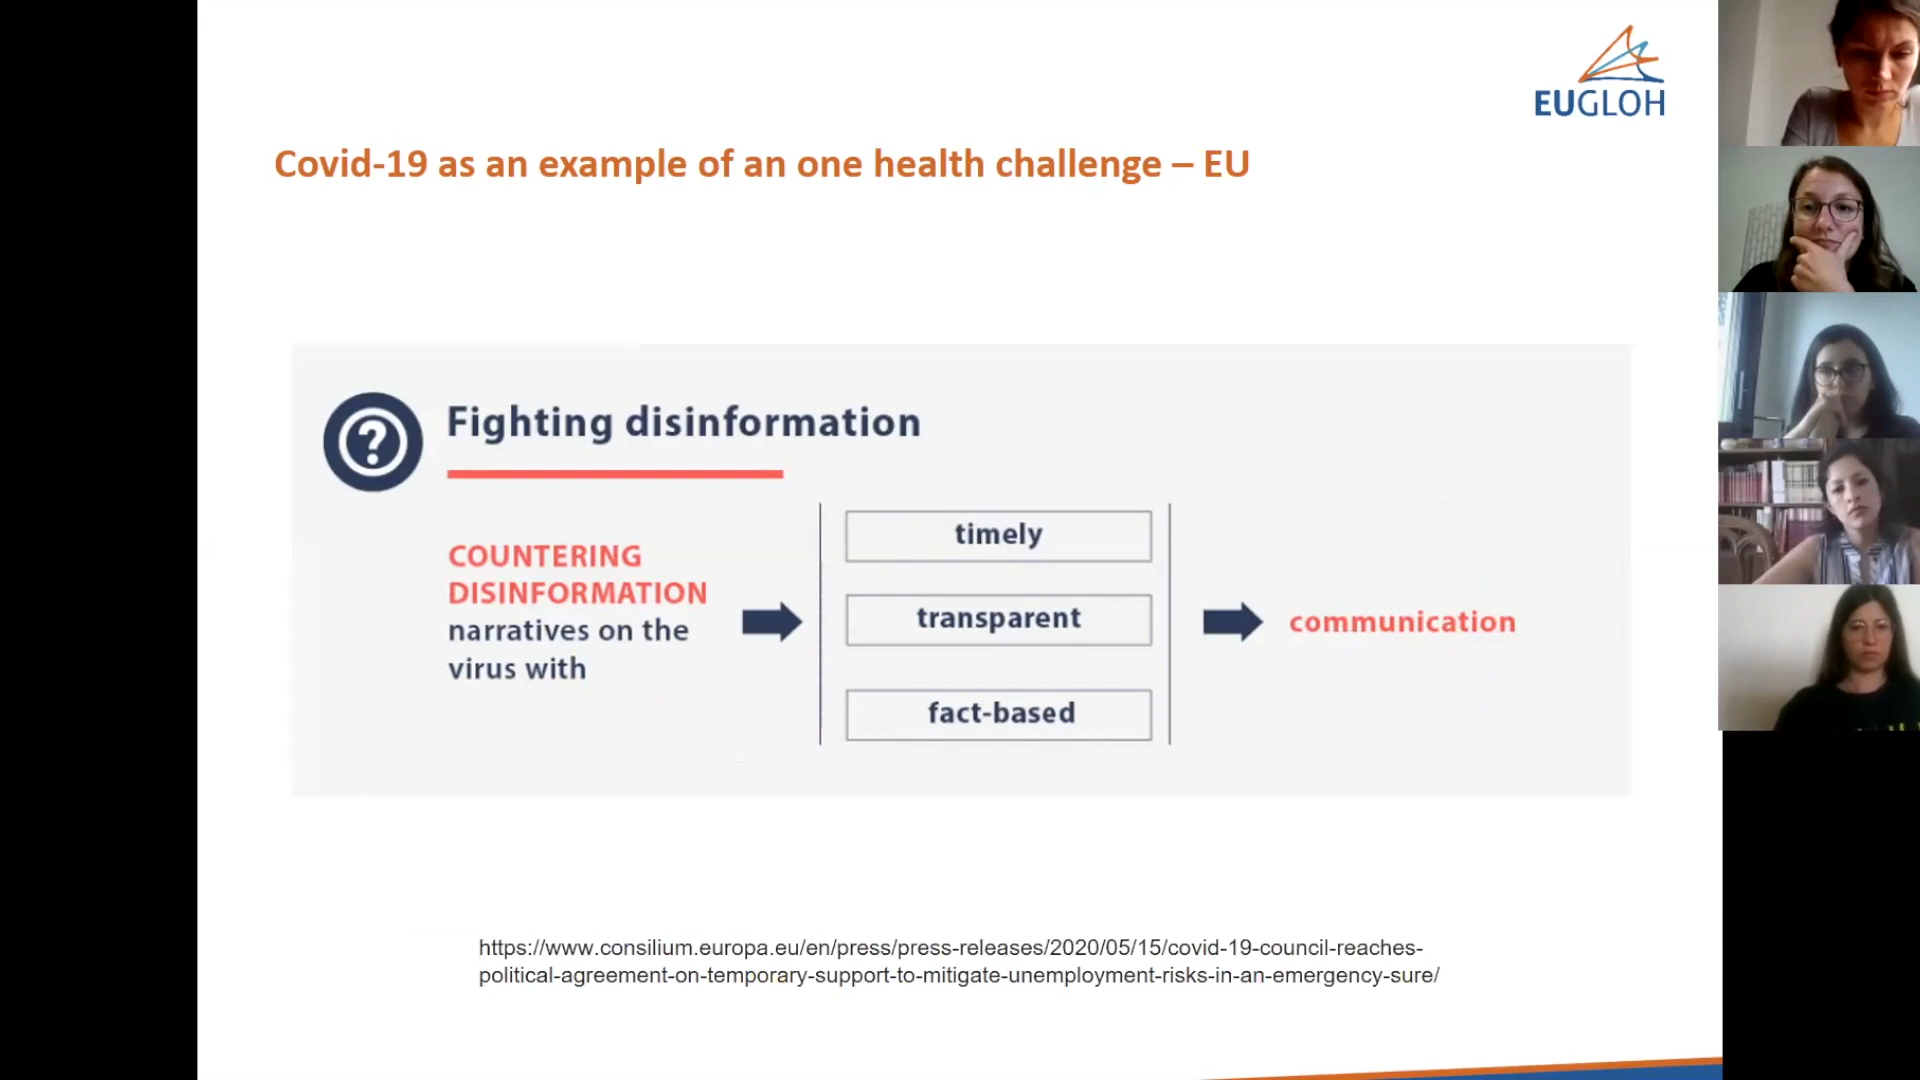 EUGLOH
Covid-19 as an example of an one health challenge – EU
?
Fighting disinformation
COUNTERING
DISINFORMATION
narratives on the
virus with
timely
transparent
fact-based
communication
https://www.consilium.europa.eu/en/press/press-releases/2020/05/15/covid-19-council-reaches-
political-agreement-on-temporary-support-to-mitigate-unemployment-risks-in-an-emergency-sure/